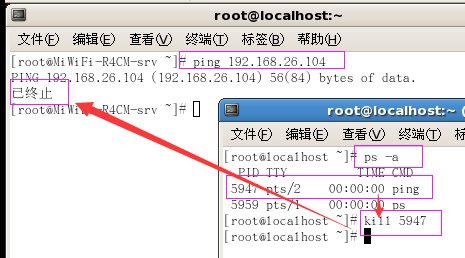 root@localhost:~
文件(F) 编辑(E) 查看(V) 终端(T) 标签(B) 帮助(H)
[root@MiWiFi-R4CM-srv ~]# ping 192.168.26.104
PING 192.168.26.104 (192.168.26.104) 56(84) bytes of data.
已终止
[root@MiWiFi-R4CM-srv ~]#
root@localhost:~
文件(F) 编辑(E) 查看(V) 终端(T) 标
[root@localhost ~]# ps -a
PID TTY TIME CMD
5947 pts/2 00:00:00 ping
5959 pts/1 00:00:00 ps
[root@localhost ~]# kill 5947
[root@localhost ~]#